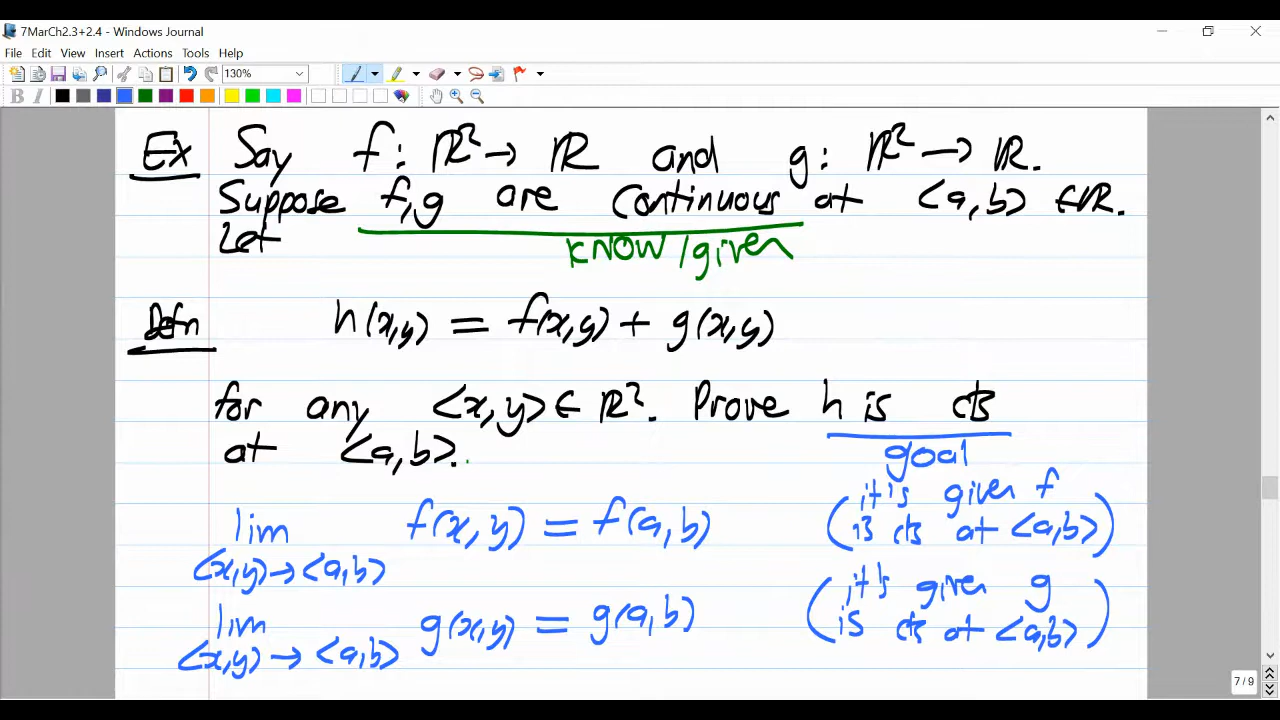 7MarCh2.3+2.4 - Windows Journal
File Edit View Insert Actions Tools Help
130%
B I
Ex Say f: ℝ² → ℝ and g: ℝ² → ℝ.
Suppose f,g are continuous at <a,b> ∈ ℝ.
Let
know/given
Defn h(x,y) = f(x,y) + g(x,y)
for any <x,y> ∈ ℝ². Prove h is cts
at <a,b>.
goal
lim f(x,y) = f(a,b) (it's given f
<x,y> → <a,b> is cts at <a,b>)
lim g(x,y) = g(a,b) (it's given g
<x,y> → <a,b> is cts at <a,b>)
7 / 9